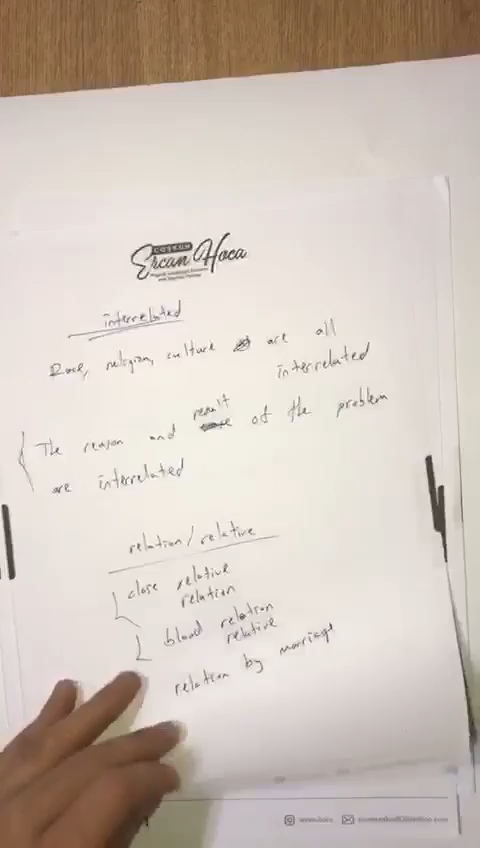 COŞKUN
Ercan Hoca
interrelated
Race, religion, culture are all
interrelated
The reason and result of the problem
are interrelated
relation / relative
close relative
relation
blood relation
relative
relation by marriage